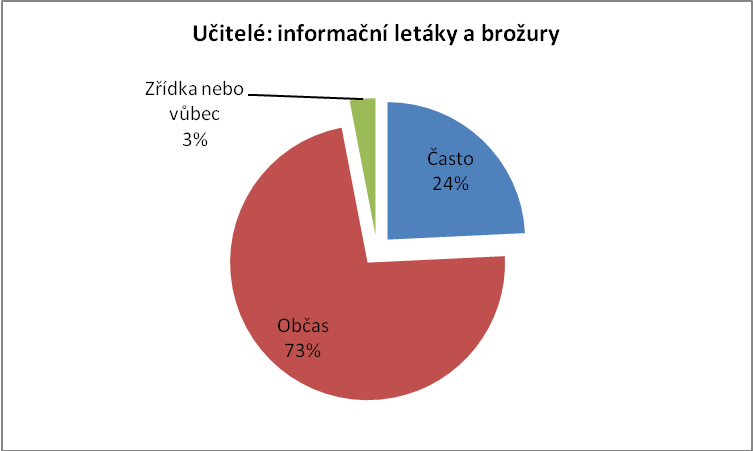 Učitelé: informační letáky a brožury
Zřídka nebo
vůbec
3%
Často
24%
Občas
73%